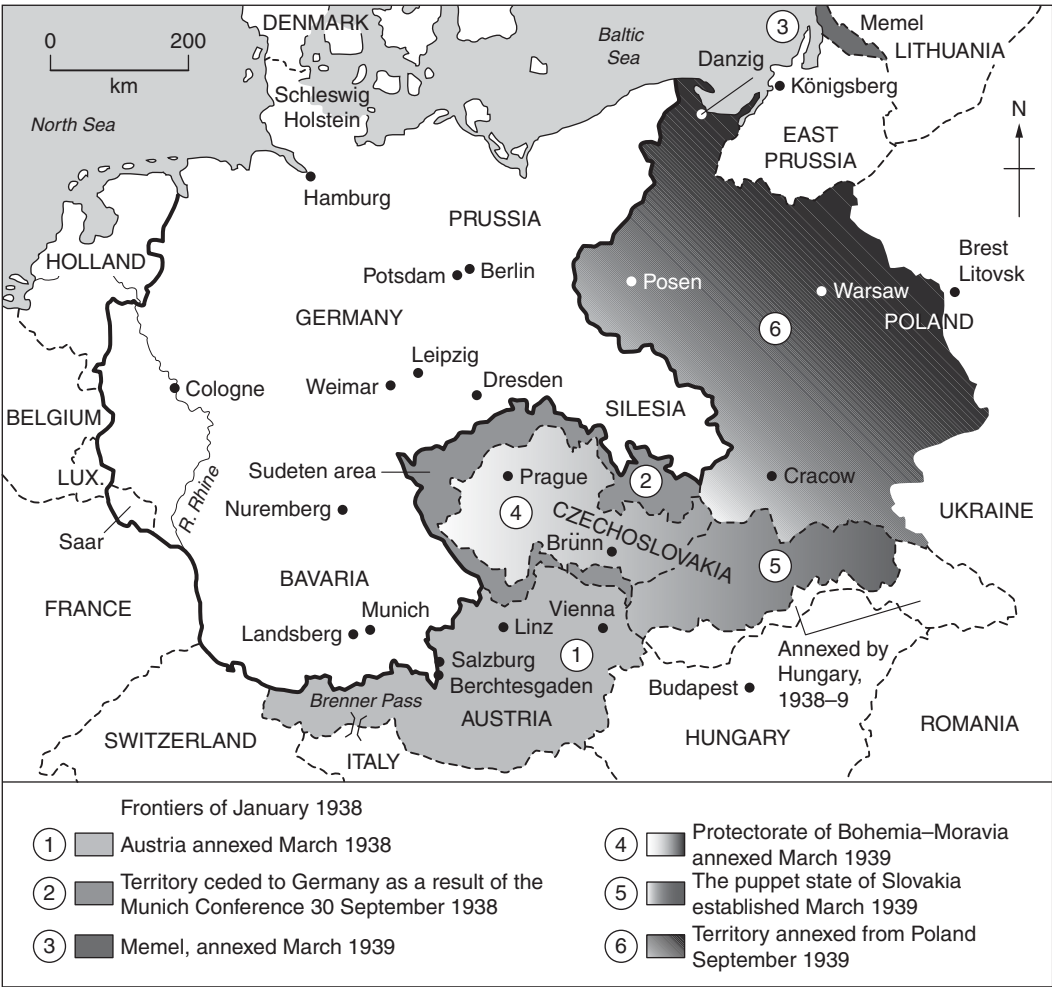 DENMARK
3
Memel
LITHUANIA
0 200
km
Baltic
Sea
Danzig
Königsberg
Schleswig
Holstein
North Sea
EAST
PRUSSIA
N
Hamburg
PRUSSIA
HOLLAND
Potsdam
Berlin
Posen
Warsaw
Brest
Litovsk
GERMANY
6
POLAND
Leipzig
Weimar
Dresden
Cologne
BELGIUM
SILESIA
LUX.
Sudeten area
Prague
2
Cracow
R. Rhine
Nuremberg
4
CZECHOSLOVAKIA
UKRAINE
Saar
Brünn
5
BAVARIA
FRANCE
Munich
Landsberg
Vienna
Linz
1
Salzburg
Berchtesgaden
Annexed by
Hungary,
1938–9
Budapest
Brenner Pass
AUSTRIA
SWITZERLAND
ITALY
HUNGARY
ROMANIA
Frontiers of January 1938
1 Austria annexed March 1938
2 Territory ceded to Germany as a result of the
Munich Conference 30 September 1938
3 Memel, annexed March 1939
4 Protectorate of Bohemia–Moravia
annexed March 1939
5 The puppet state of Slovakia
established March 1939
6 Territory annexed from Poland
September 1939